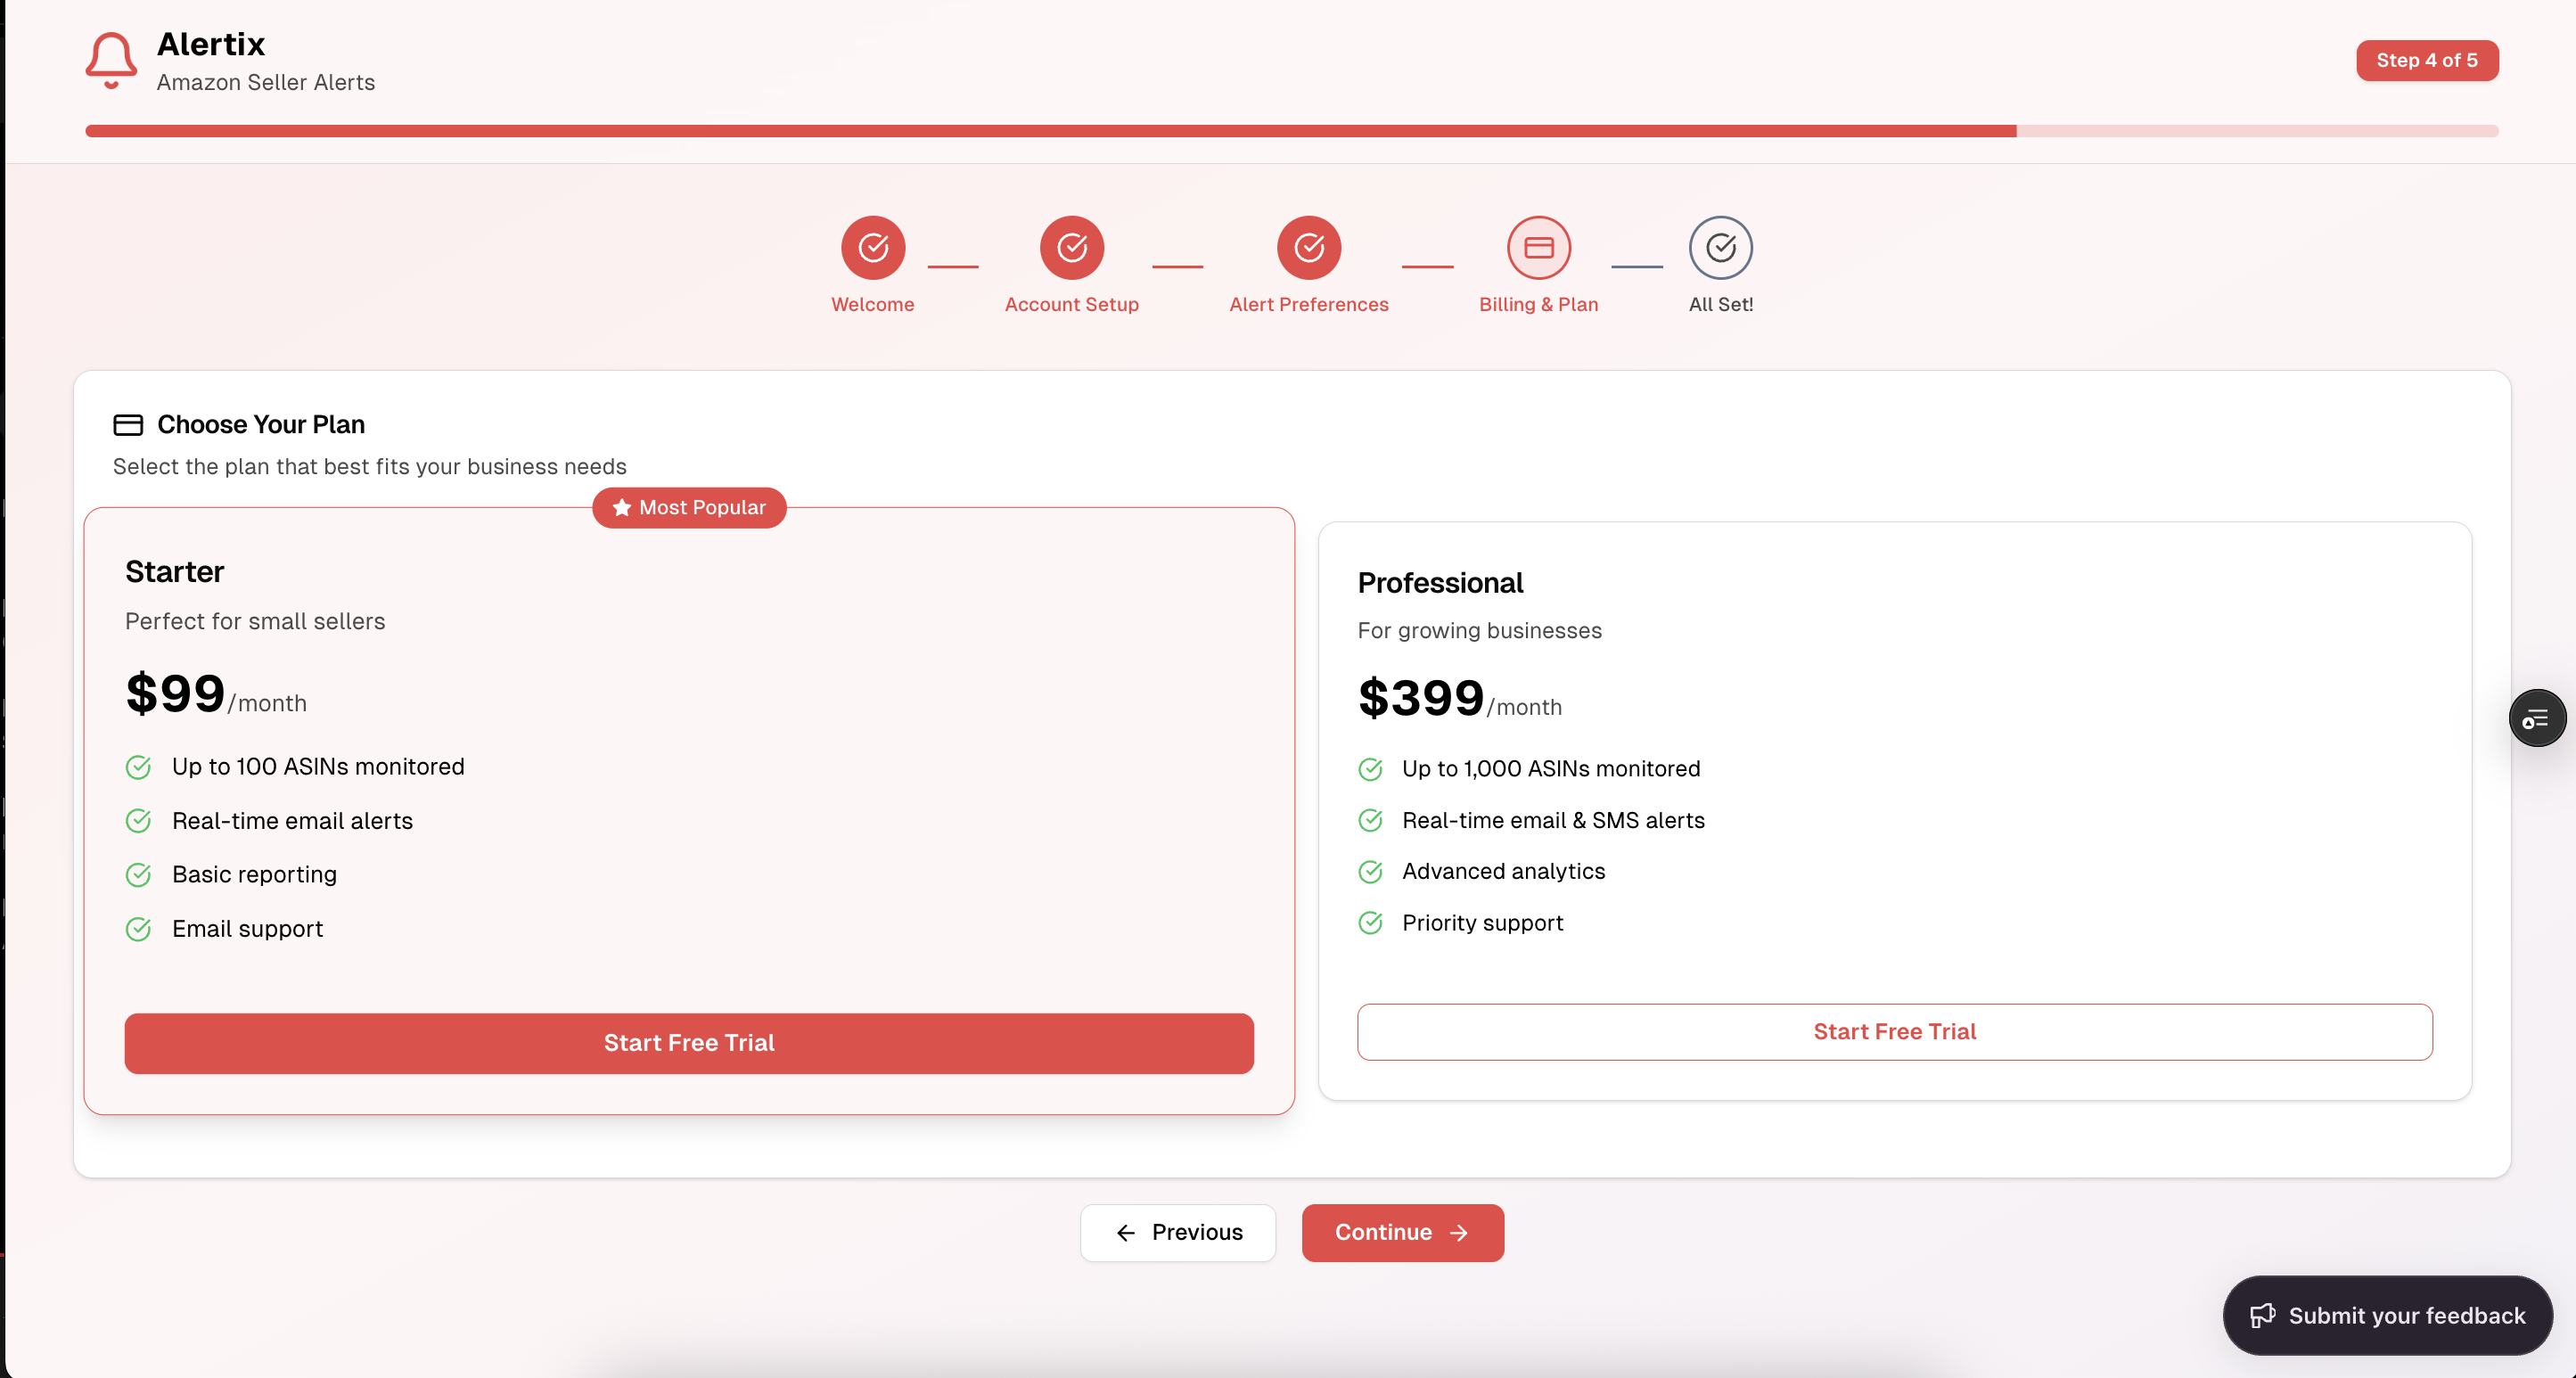 Alertix
Amazon Seller Alerts
Step 4 of 5
Welcome
Account Setup
Alert Preferences
Billing & Plan
All Set!
Choose Your Plan
Select the plan that best fits your business needs
Most Popular
Starter
Perfect for small sellers
$99/month
Up to 100 ASINs monitored
Real-time email alerts
Basic reporting
Email support
Start Free Trial
Professional
For growing businesses
$399/month
Up to 1,000 ASINs monitored
Real-time email & SMS alerts
Advanced analytics
Priority support
Start Free Trial
Previous
Continue
Submit your feedback